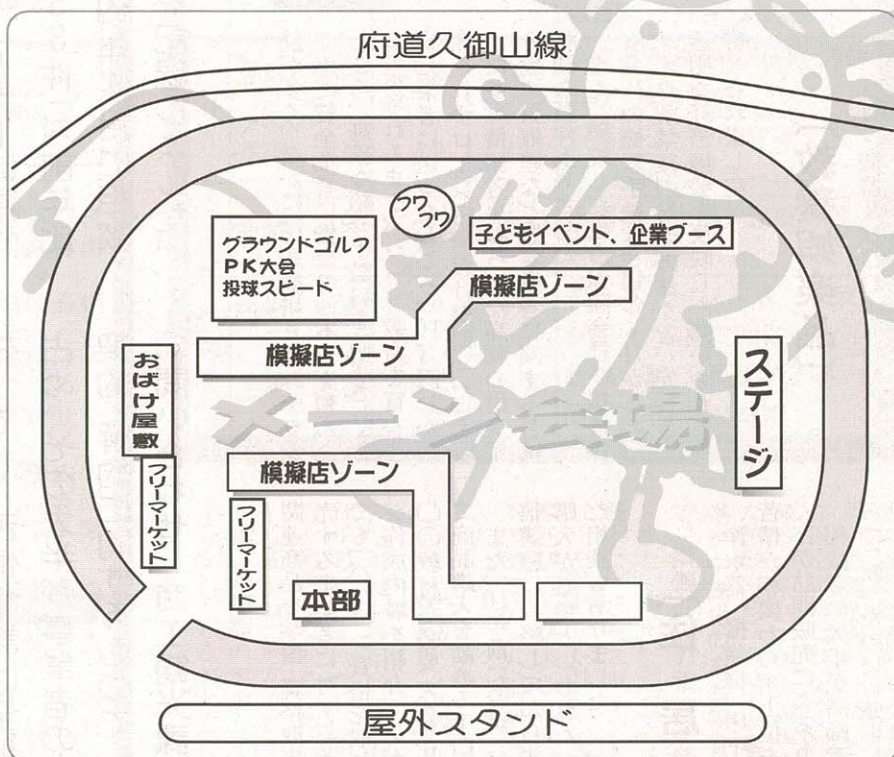 府道久御山線
フワ
フワ
グラウンドゴルフ
PK大会
投球スピード
子どもイベント、企業ブース
模擬店ゾーン
模擬店ゾーン
おばけ屋敷
メーン会場
ステージ
模擬店ゾーン
フリーマーケット
フリーマーケット
本部
屋外スタンド